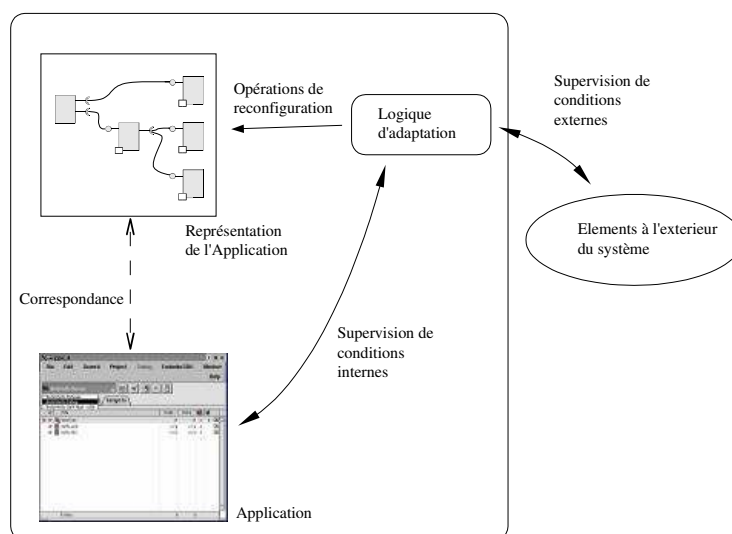 Opérations de
reconfiguration
Logique
d'adaptation
Supervision de
conditions
externes
Représentation
de l'Application
Elements à l'exterieur
du système
Correspondance
Supervision de
conditions
internes
Application